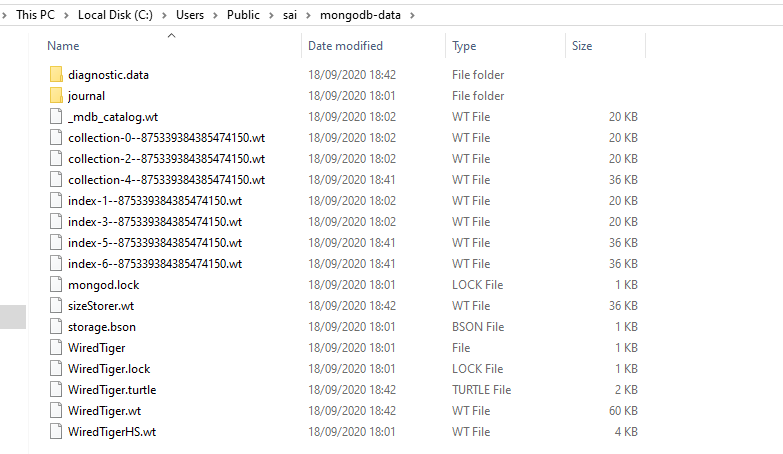 This PC > Local Disk (C:) > Users > Public > sai > mongodb-data >
Name Date modified Type Size
diagnostic.data 18/09/2020 18:42 File folder
journal 18/09/2020 18:01 File folder
_mdb_catalog.wt 18/09/2020 18:02 WT File 20 KB
collection-0--875339384385474150.wt 18/09/2020 18:02 WT File 20 KB
collection-2--875339384385474150.wt 18/09/2020 18:02 WT File 20 KB
collection-4--875339384385474150.wt 18/09/2020 18:41 WT File 36 KB
index-1--875339384385474150.wt 18/09/2020 18:02 WT File 20 KB
index-3--875339384385474150.wt 18/09/2020 18:02 WT File 20 KB
index-5--875339384385474150.wt 18/09/2020 18:41 WT File 36 KB
index-6--875339384385474150.wt 18/09/2020 18:41 WT File 36 KB
mongod.lock 18/09/2020 18:01 LOCK File 1 KB
sizeStorer.wt 18/09/2020 18:42 WT File 36 KB
storage.bson 18/09/2020 18:01 BSON File 1 KB
WiredTiger 18/09/2020 18:01 File 1 KB
WiredTiger.lock 18/09/2020 18:01 LOCK File 1 KB
WiredTiger.turtle 18/09/2020 18:42 TURTLE File 2 KB
WiredTiger.wt 18/09/2020 18:42 WT File 60 KB
WiredTigerHS.wt 18/09/2020 18:01 WT File 4 KB